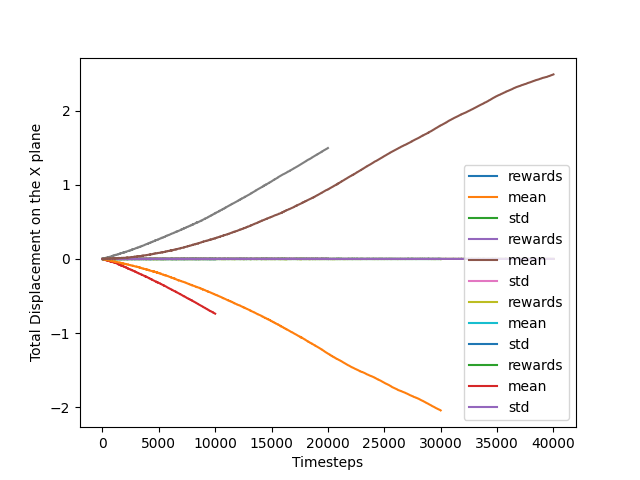 2
1
0
−1
−2
Total Displacement on the X plane
0 5000 10000 15000 20000 25000 30000 35000 40000
Timesteps
rewards
mean
std
rewards
mean
std
rewards
mean
std
rewards
mean
std